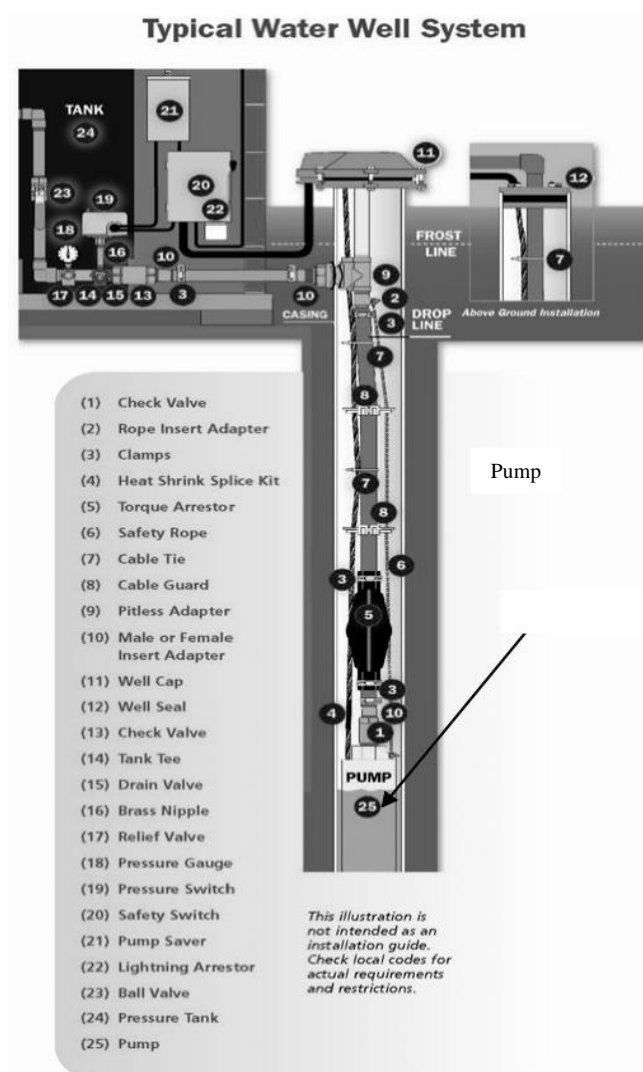 Typical Water Well System
TANK
24
21
23
19
20
18
22
16
10
17
14
15
13
3
10
CASING
11
FROST
LINE
9
2
3
DROP
LINE
7
12
7
Above Ground Installation
8
7
8
3
6
5
3
4
10
1
PUMP
25
Pump
(1) Check Valve
(2) Rope Insert Adapter
(3) Clamps
(4) Heat Shrink Splice Kit
(5) Torque Arrestor
(6) Safety Rope
(7) Cable Tie
(8) Cable Guard
(9) Pitless Adapter
(10) Male or Female
Insert Adapter
(11) Well Cap
(12) Well Seal
(13) Check Valve
(14) Tank Tee
(15) Drain Valve
(16) Brass Nipple
(17) Relief Valve
(18) Pressure Gauge
(19) Pressure Switch
(20) Safety Switch
(21) Pump Saver
(22) Lightning Arrestor
(23) Ball Valve
(24) Pressure Tank
(25) Pump
This illustration is
not intended as an
installation guide.
Check local codes for
actual requirements
and restrictions.